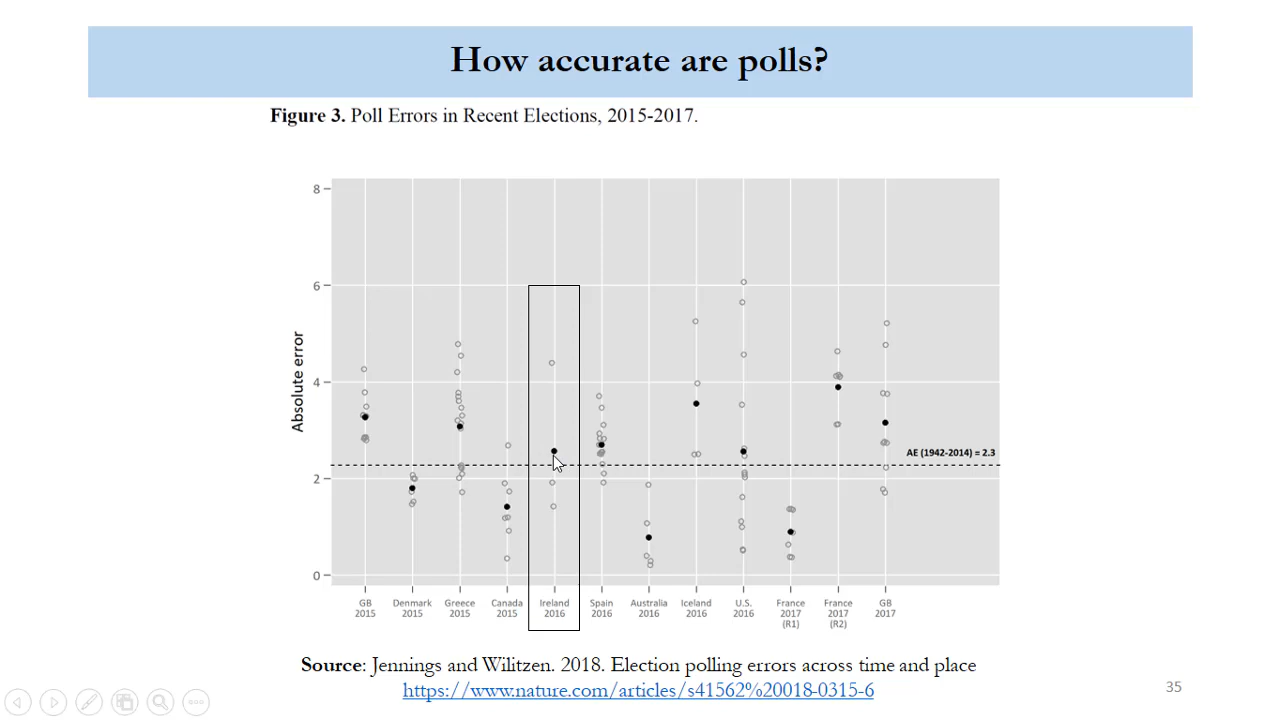 How accurate are polls?
Figure 3. Poll Errors in Recent Elections, 2015-2017.
8
6
4
2
0
Absolute error
AE (1942-2014) = 2.3
GB 2015
Denmark 2015
Greece 2015
Canada 2015
Ireland 2016
Spain 2016
Australia 2016
Iceland 2016
U.S. 2016
France 2017 (R1)
France 2017 (R2)
GB 2017
Source: Jennings and Wilitzen. 2018. Election polling errors across time and place
https://www.nature.com/articles/s41562%20018-0315-6
35